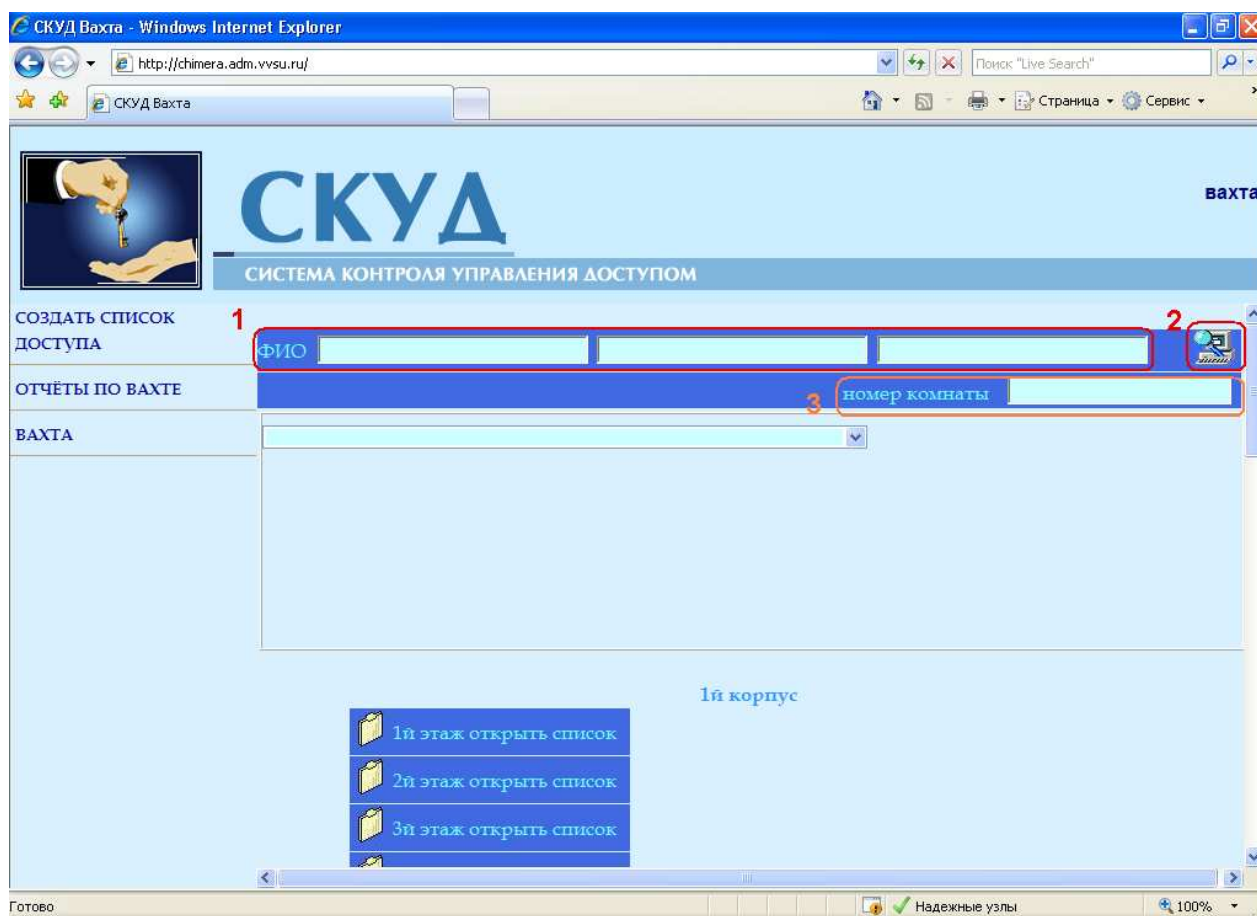 СКУД Вахта - Windows Internet Explorer
http://chimera.adm.vvsu.ru/
Поиск "Live Search"
СКУД Вахта
Страница
Сервис
СКУД
вахта
СИСТЕМА КОНТРОЛЯ УПРАВЛЕНИЯ ДОСТУПОМ
СОЗДАТЬ СПИСОК
ДОСТУПА
1
2
ФИО
ОТЧЁТЫ ПО ВАХТЕ
3
номер комнаты
ВАХТА
1й корпус
1й этаж открыть список
2й этаж открыть список
3й этаж открыть список
Готово
Надежные узлы
100%